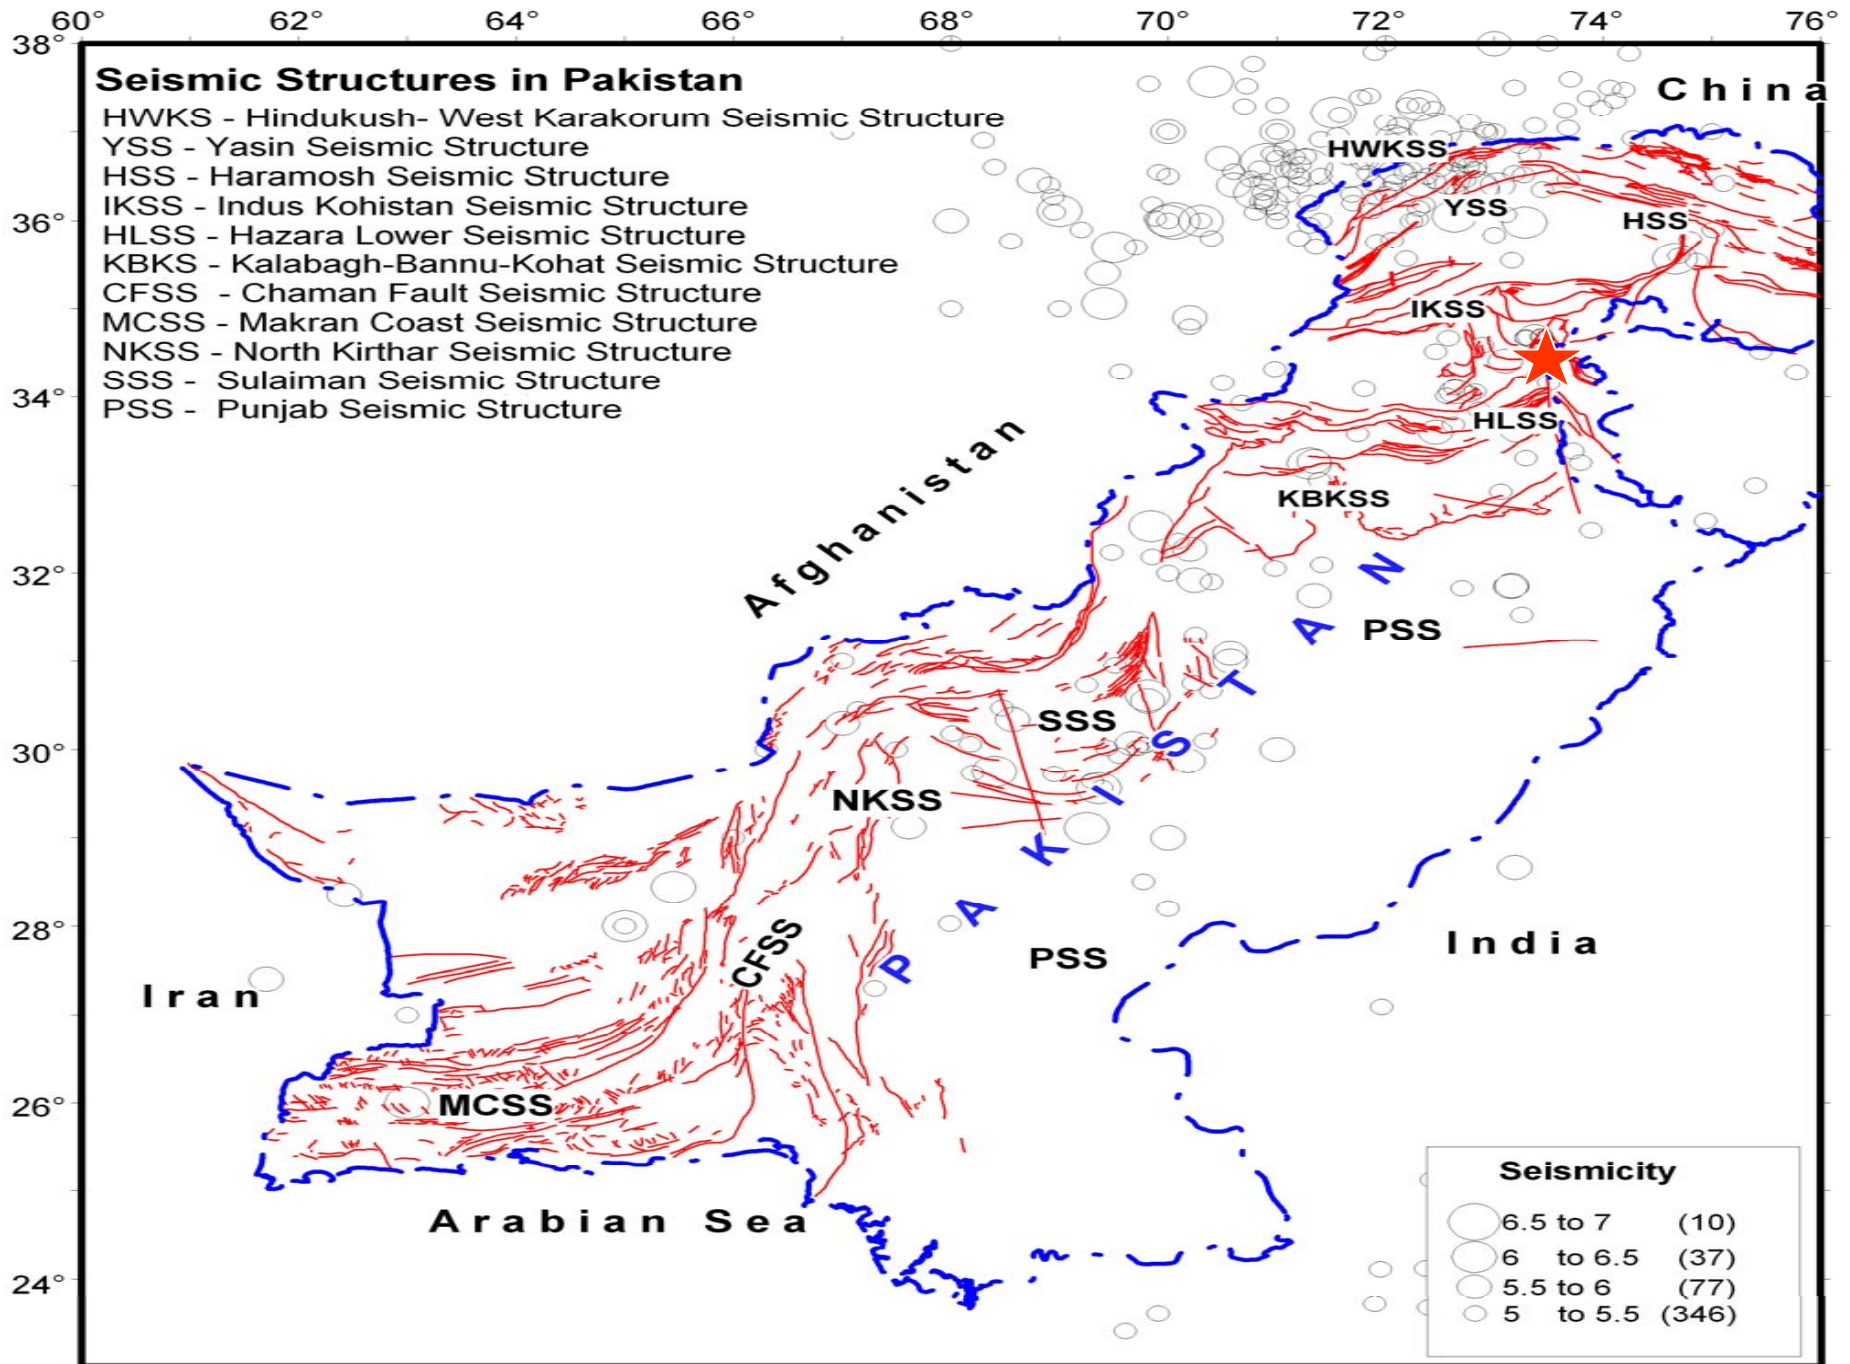 60° 62° 64° 66° 68° 70° 72° 74° 76°
38°
Seismic Structures in Pakistan
HWKS - Hindukush- West Karakorum Seismic Structure
YSS - Yasin Seismic Structure
HSS - Haramosh Seismic Structure
IKSS - Indus Kohistan Seismic Structure
HLSS - Hazara Lower Seismic Structure
KBKS - Kalabagh-Bannu-Kohat Seismic Structure
CFSS - Chaman Fault Seismic Structure
MCSS - Makran Coast Seismic Structure
NKSS - North Kirthar Seismic Structure
SSS - Sulaiman Seismic Structure
PSS - Punjab Seismic Structure
China
HWKSS
YSS
HSS
36°
IKSS
34°
HLSS
Afghanistan
KBKSS
32°
PSS
SSS
30°
NKSS
PAKISTAN
28°
CFSS
PSS
India
Iran
26°
MCSS
Arabian Sea
24°
Seismicity
6.5 to 7 (10)
6 to 6.5 (37)
5.5 to 6 (77)
5 to 5.5 (346)